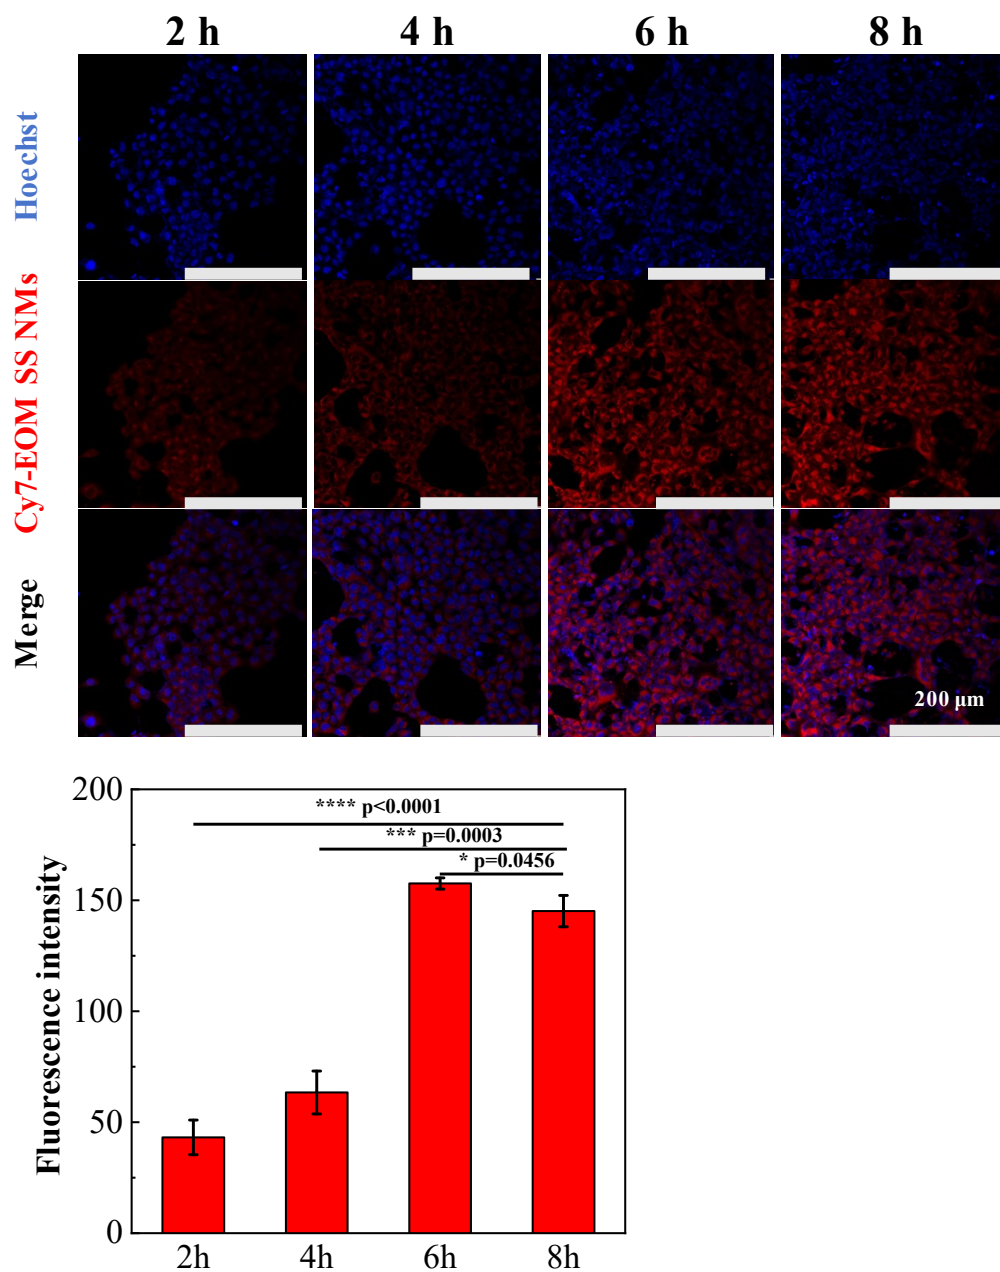 2 h 4 h 6 h 8 h
Hoechst
Cy7-EOM SS NMs
Merge
200 μm
200
150
100
50
0
Fluorescence intensity
**** p<0.0001
*** p=0.0003
* p=0.0456
2h 4h 6h 8h